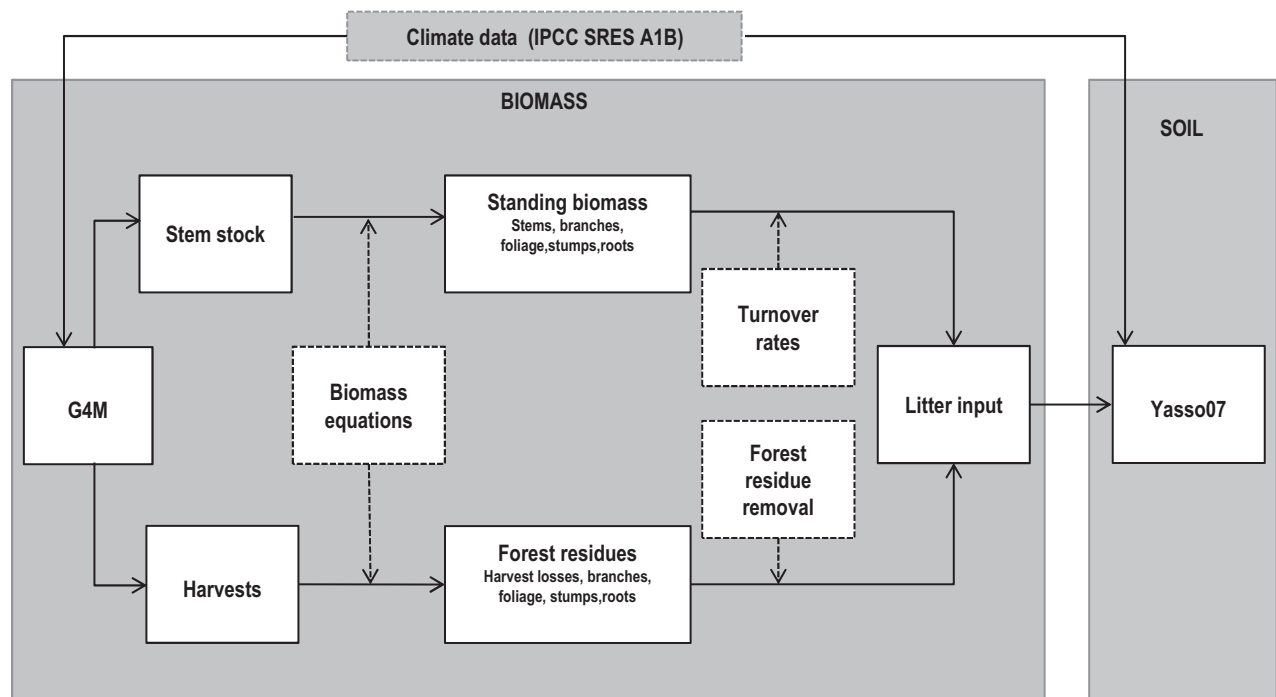 Climate data (IPCC SRES A1B)
BIOMASS
SOIL
Stem stock
Standing biomass
Stems, branches,
foliage,stumps,roots
Turnover
rates
G4M
Biomass
equations
Litter input
Yasso07
Forest
residue
removal
Harvests
Forest residues
Harvest losses, branches,
foliage, stumps,roots